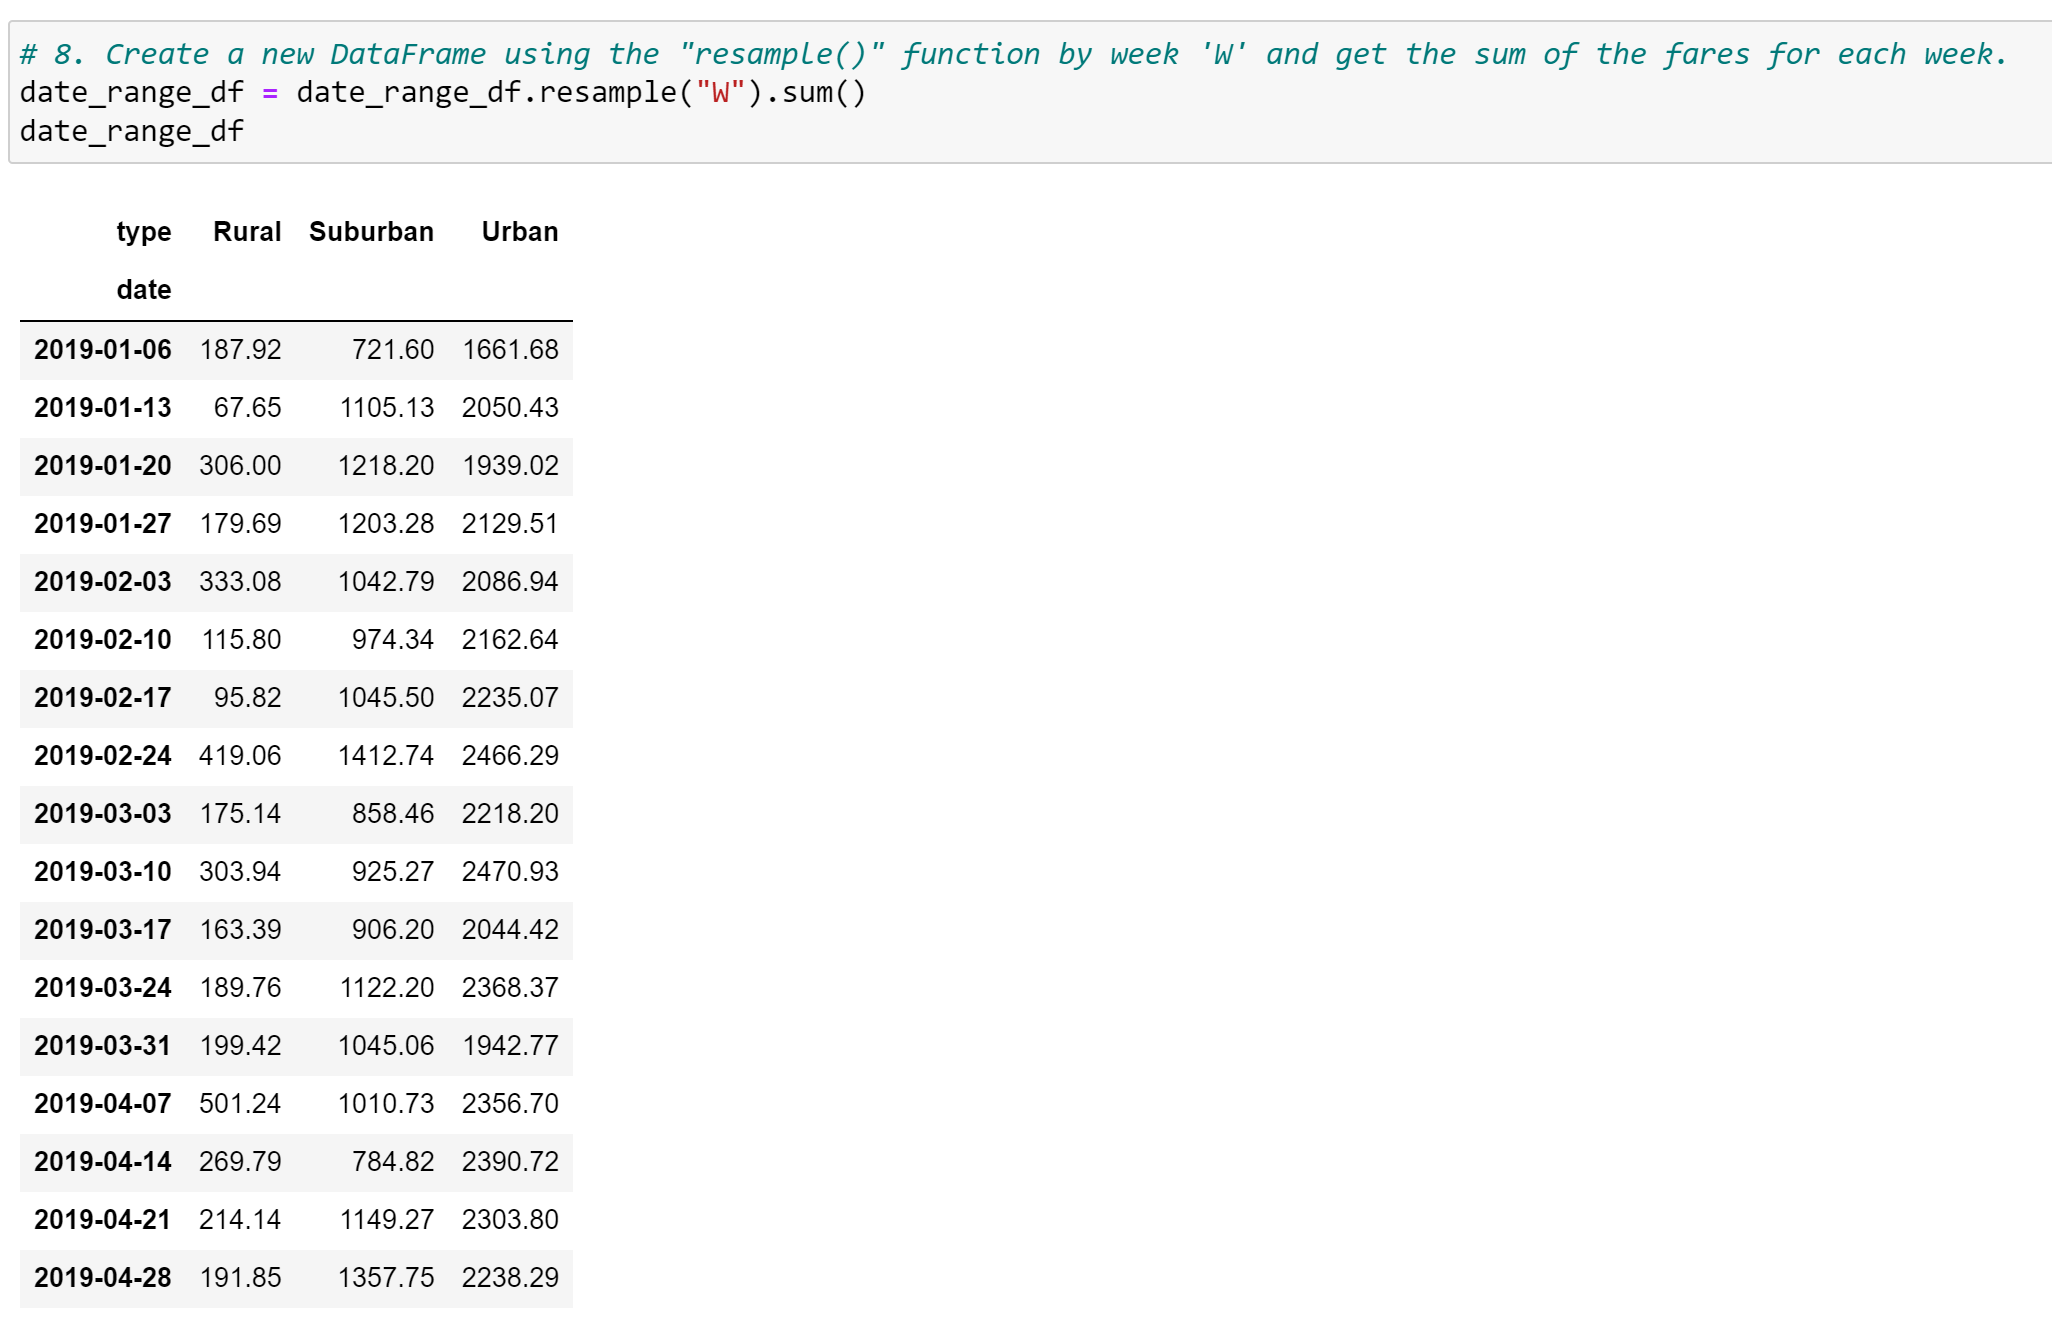 # 8. Create a new DataFrame using the "resample()" function by week 'W' and get the sum of the fares for each week.
date_range_df = date_range_df.resample("W").sum()
date_range_df
type Rural Suburban Urban
date
2019-01-06 187.92 721.60 1661.68
2019-01-13 67.65 1105.13 2050.43
2019-01-20 306.00 1218.20 1939.02
2019-01-27 179.69 1203.28 2129.51
2019-02-03 333.08 1042.79 2086.94
2019-02-10 115.80 974.34 2162.64
2019-02-17 95.82 1045.50 2235.07
2019-02-24 419.06 1412.74 2466.29
2019-03-03 175.14 858.46 2218.20
2019-03-10 303.94 925.27 2470.93
2019-03-17 163.39 906.20 2044.42
2019-03-24 189.76 1122.20 2368.37
2019-03-31 199.42 1045.06 1942.77
2019-04-07 501.24 1010.73 2356.70
2019-04-14 269.79 784.82 2390.72
2019-04-21 214.14 1149.27 2303.80
2019-04-28 191.85 1357.75 2238.29